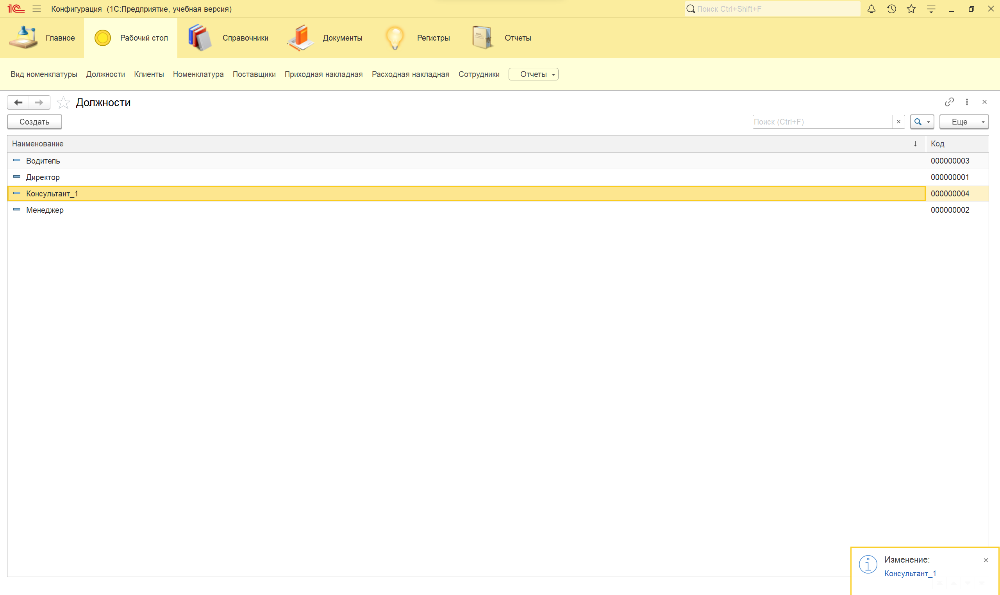 1С Конфигурация (1С:Предприятие, учебная версия) Поиск Ctrl+Shift+F
Главное Рабочий стол Справочники Документы Регистры Отчеты
Вид номенклатуры Должности Клиенты Номенклатура Поставщики Приходная накладная Расходная накладная Сотрудники Отчеты
Должности
Создать Поиск (Ctrl+F) × Еще
Наименование ↓ Код
Водитель 000000003
Директор 000000001
Консультант_1 000000004
Менеджер 000000002
Изменение:
Консультант_1